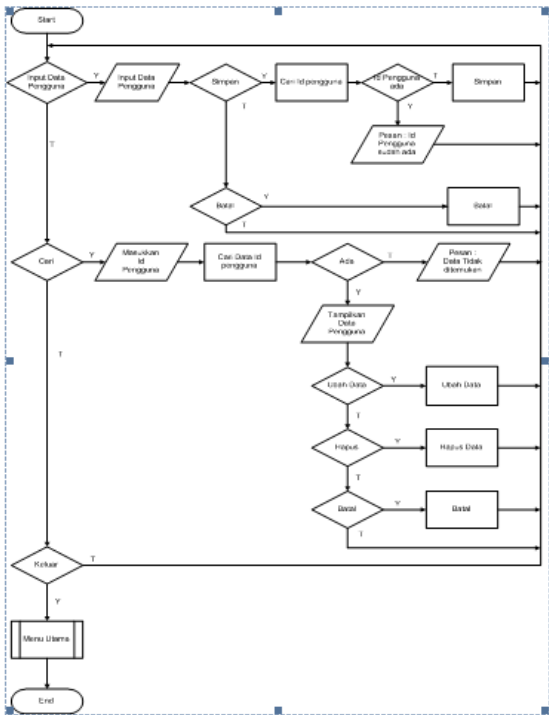 Start
Input Data
Pengguna
Y
Input Data
Pengguna
Simpan
Y
Cari Id pengguna
Id Pengguna
ada
T
Simpan
T
Y
Pesan : Id
Pengguna
sudah ada
T
Batal
Y
Batal
T
Cari
Y
Masukkan
Id
Pengguna
Cari Data Id
pengguna
Ada
T
Pesan :
Data Tidak
ditemukan
Y
Tampilkan
Data
Pengguna
T
Ubah Data
Y
Ubah Data
T
Hapus
Y
Hapus Data
T
Batal
Y
Batal
T
Keluar
T
Y
Menu Utama
End